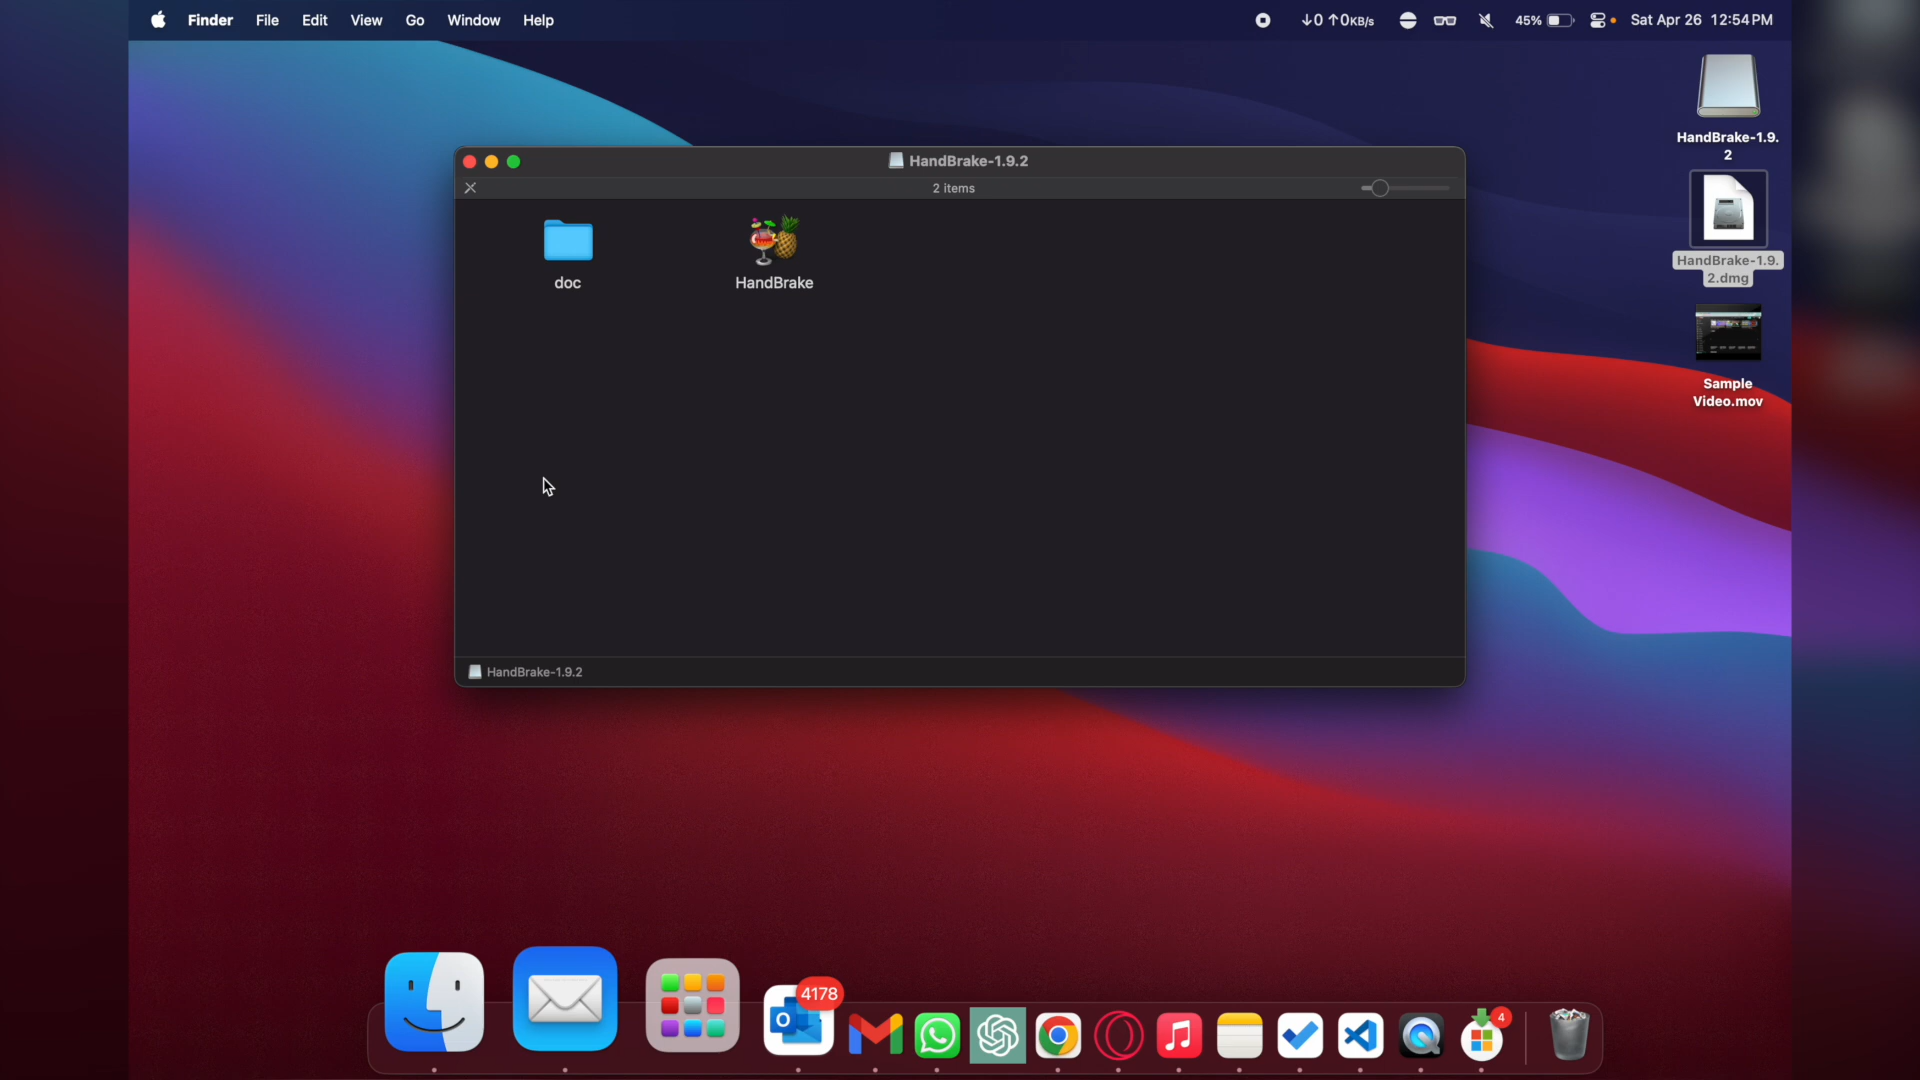 Finder File Edit View Go Window Help
↓0 ↑0KB/s 45% Sat Apr 26 12:54 PM
HandBrake-1.9.
2
HandBrake-1.9.
2.dmg
Sample
Video.mov
HandBrake-1.9.2
2 items
doc
HandBrake
HandBrake-1.9.2
4178
4